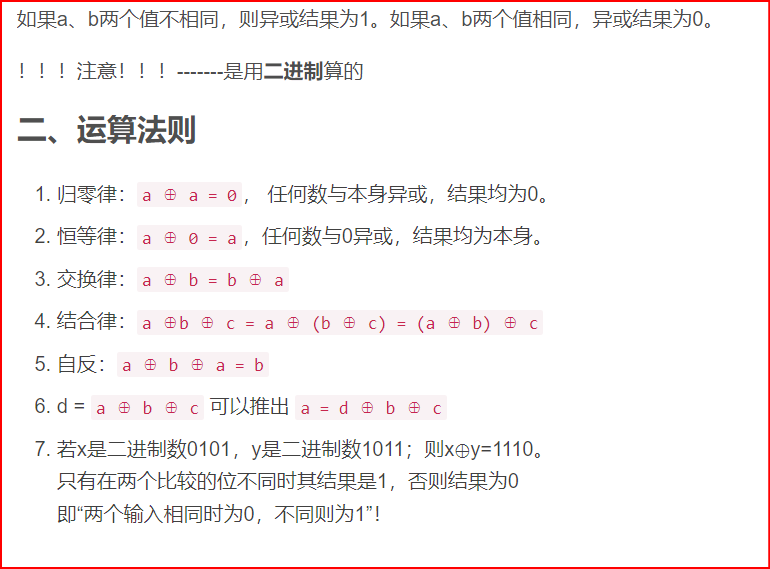 如果a、b两个值不相同，则异或结果为1。如果a、b两个值相同，异或结果为0。
！！！注意！！！-------是用二进制算的
二、运算法则
1. 归零律：a ⊕ a = 0， 任何数与本身异或，结果均为0。
2. 恒等律：a ⊕ 0 = a，任何数与0异或，结果均为本身。
3. 交换律：a ⊕ b = b ⊕ a
4. 结合律：a ⊕b ⊕ c = a ⊕ (b ⊕ c) = (a ⊕ b) ⊕ c
5. 自反：a ⊕ b ⊕ a = b
6. d = a ⊕ b ⊕ c 可以推出 a = d ⊕ b ⊕ c
7. 若x是二进制数0101，y是二进制数1011；则x⊕y=1110。
只有在两个比较的位不同时其结果是1，否则结果为0
即“两个输入相同时为0，不同则为1”!